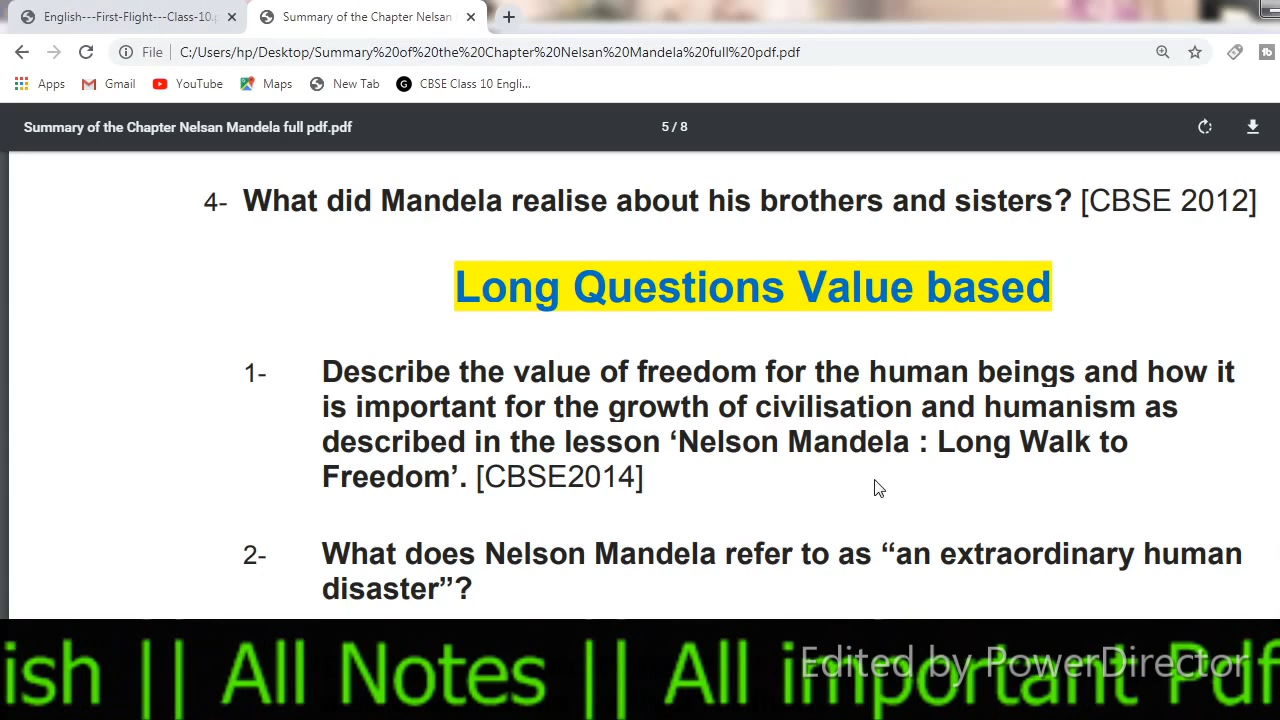 English---First-Flight---Class-10.p
Summary of the Chapter Nelsan
File
C:/Users/hp/Desktop/Summary%20of%20the%20Chapter%20Nelsan%20Mandela%20full%20pdf.pdf
Apps Gmail YouTube Maps New Tab G CBSE Class 10 Engli...
Summary of the Chapter Nelsan Mandela full pdf.pdf 5 / 8
4- What did Mandela realise about his brothers and sisters? [CBSE 2012]
Long Questions Value based
1- Describe the value of freedom for the human beings and how it
is important for the growth of civilisation and humanism as
described in the lesson ‘Nelson Mandela : Long Walk to
Freedom’. [CBSE2014]
2- What does Nelson Mandela refer to as “an extraordinary human
disaster”?
ish || All Notes || All important Pdf
Edited by PowerDirector